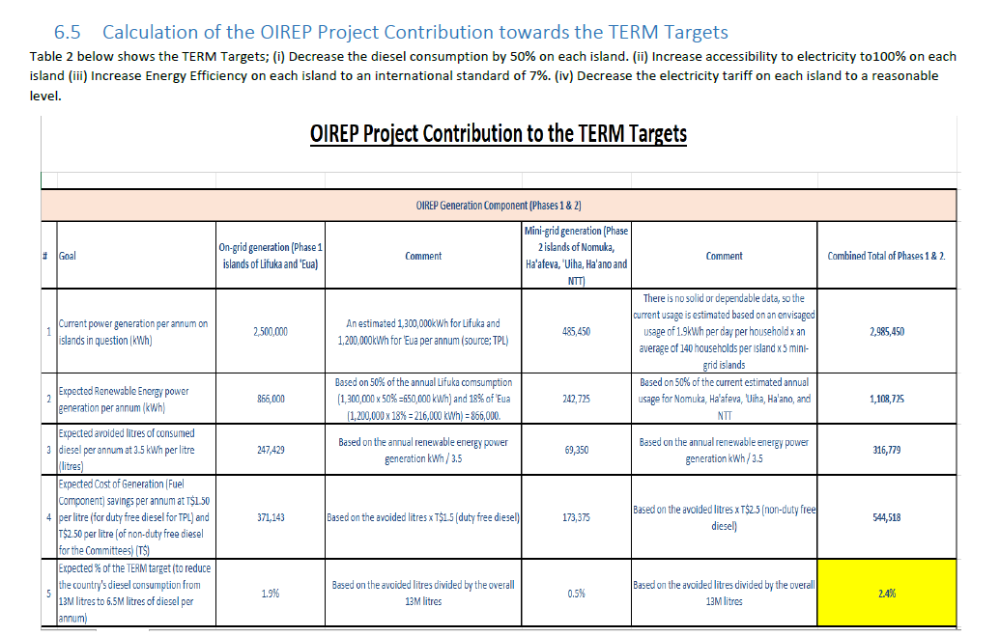 6.5 Calculation of the OIREP Project Contribution towards the TERM Targets
Table 2 below shows the TERM Targets; (i) Decrease the diesel consumption by 50% on each island. (ii) Increase accessibility to electricity to100% on each
island (iii) Increase Energy Efficiency on each island to an international standard of 7%. (iv) Decrease the electricity tariff on each island to a reasonable
level.
OIREP Project Contribution to the TERM Targets
OIREP Generation Component (Phases 1 & 2)
#
Goal
On-grid generation (Phase 1
islands of Lifuka and 'Eua)
Comment
Mini-grid generation (Phase
2 islands of Nomuka,
Ha'afeva, 'Uiha, Ha'ano and
NTT)
Comment
Combined Total of Phases 1 & 2.
1
Current power generation per annum on
islands in question (kWh)
2,500,000
An estimated 1,300,000kWh for Lifuka and
1,200,000kWh for 'Eua per annum (source; TPL)
485,450
There is no solid or dependable data, so the
current usage is estimated based on an envisaged
usage of 1.9kWh per day per household x an
average of 140 households per island x 5 mini-
grid islands
2,985,450
2
Expected Renewable Energy power
generation per annum (kWh)
866,000
Based on 50% of the annual Lifuka comsumption
(1,300,000 x 50% =650,000 kWh) and 18% of 'Eua
(1,200,000 x 18% = 216,000 kWh) = 866,000.
242,725
Based on 50% of the current estimated annual
usage for Nomuka, Ha'afeva, 'Uiha, Ha'ano, and
NTT
1,108,725
3
Expected avoided litres of consumed
diesel per annum at 3.5 kWh per litre
(litres)
247,429
Based on the annual renewable energy power
generation kWh / 3.5
69,350
Based on the annual renewable energy power
generation kWh / 3.5
316,779
4
Expected Cost of Generation (Fuel
Component) savings per annum at T$1.50
per litre (for duty free diesel for TPL) and
T$2.50 per litre (of non-duty free diesel
for the Committees) (T$)
371,143
Based on the avoided litres x T$1.5 (duty free diesel)
173,375
Based on the avoided litres x T$2.5 (non-duty free
diesel)
544,518
5
Expected % of the TERM target (to reduce
the country's diesel consumption from
13M litres to 6.5M litres of diesel per
annum)
1.9%
Based on the avoided litres divided by the overall
13M litres
0.5%
Based on the avoided litres divided by the overall
13M litres
2.4%